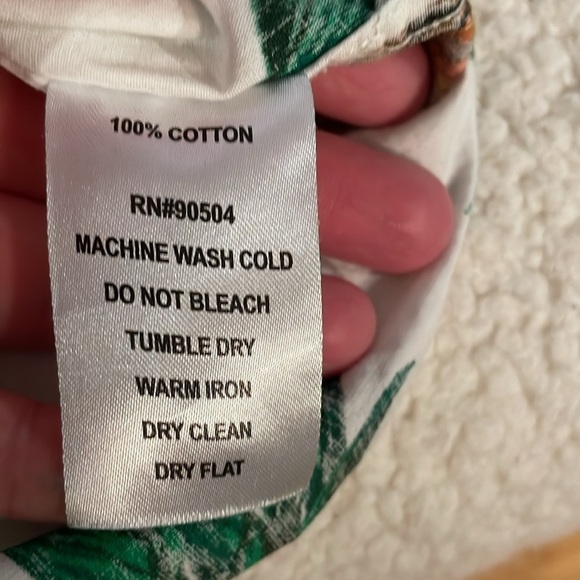 100% COTTON
RN#90504
MACHINE WASH COLD
DO NOT BLEACH
TUMBLE DRY
WARM IRON
DRY CLEAN
DRY FLAT